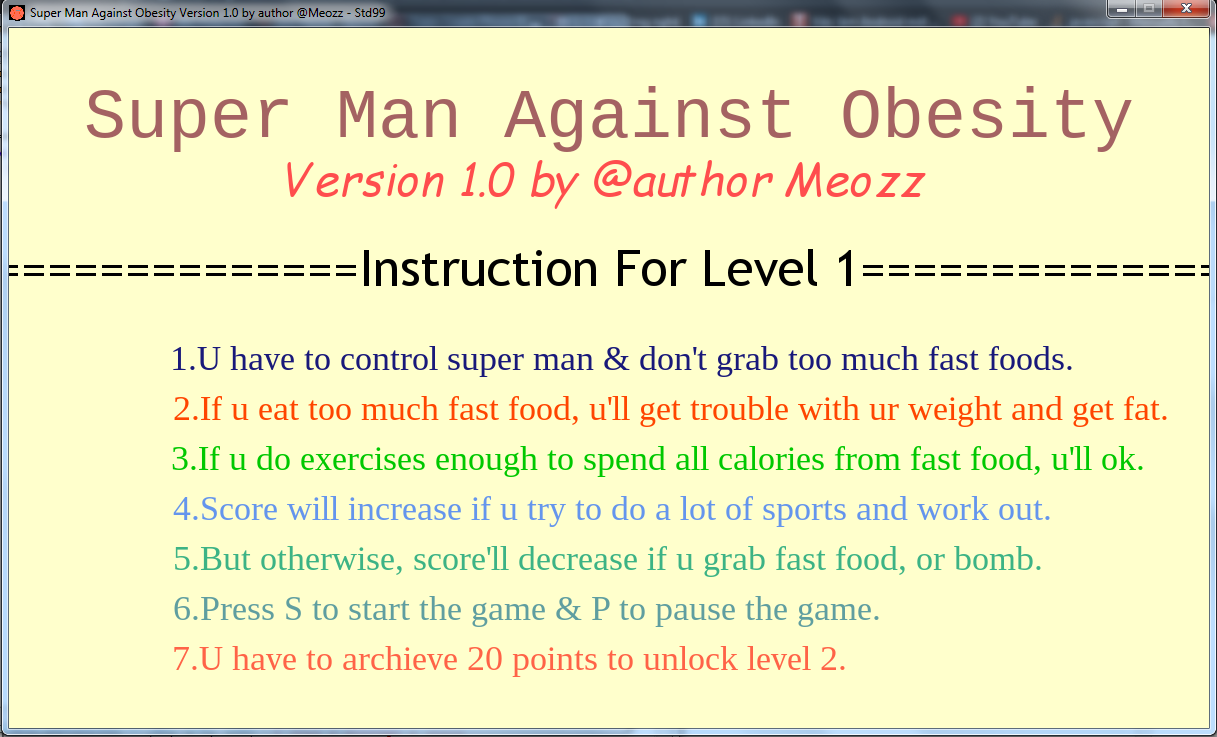 Super Man Against Obesity Version 1.0 by author @Meozz - Std99
Super Man Against Obesity
Version 1.0 by @author Meozz
==============Instruction For Level 1==============
1.U have to control super man & don't grab too much fast foods.
2.If u eat too much fast food, u'll get trouble with ur weight and get fat.
3.If u do exercises enough to spend all calories from fast food, u'll ok.
4.Score will increase if u try to do a lot of sports and work out.
5.But otherwise, score'll decrease if u grab fast food, or bomb.
6.Press S to start the game & P to pause the game.
7.U have to archieve 20 points to unlock level 2.